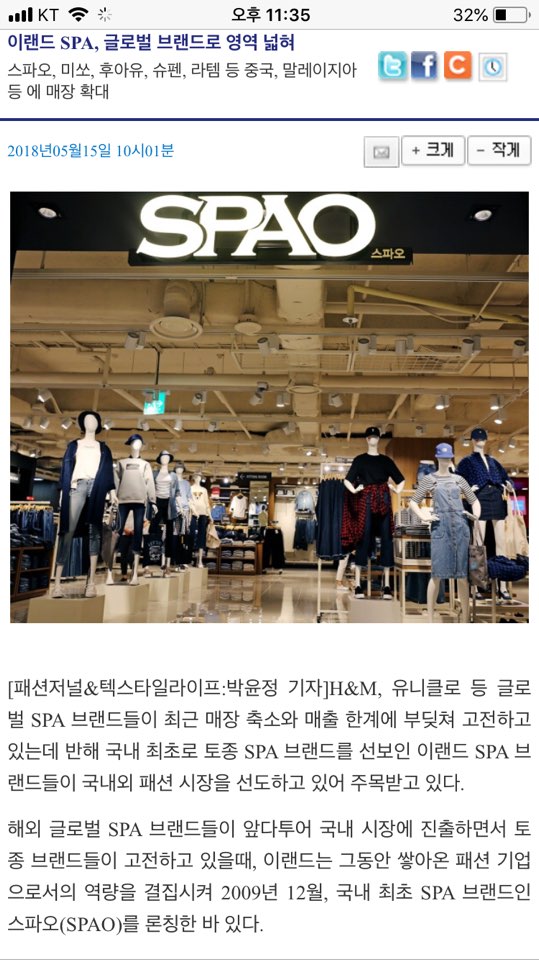 KT 오후 11:35 32%
이랜드 SPA, 글로벌 브랜드로 영역 넓혀
스파오, 미쏘, 후아유, 슈펜, 라템 등 중국, 말레이지아
등 에 매장 확대
2018년05월15일 10시01분
+ 크게 - 작게
SPAO
스파오
[패션저널&텍스타일라이프:박윤정 기자]H&M, 유니클로 등 글로
벌 SPA 브랜드들이 최근 매장 축소와 매출 한계에 부딪쳐 고전하고
있는데 반해 국내 최초로 토종 SPA 브랜드를 선보인 이랜드 SPA 브
랜드들이 국내외 패션 시장을 선도하고 있어 주목받고 있다.
해외 글로벌 SPA 브랜드들이 앞다투어 국내 시장에 진출하면서 토
종 브랜드들이 고전하고 있을때, 이랜드는 그동안 쌓아온 패션 기업
으로서의 역량을 결집시켜 2009년 12월, 국내 최초 SPA 브랜드인
스파오(SPAO)를 론칭한 바 있다.